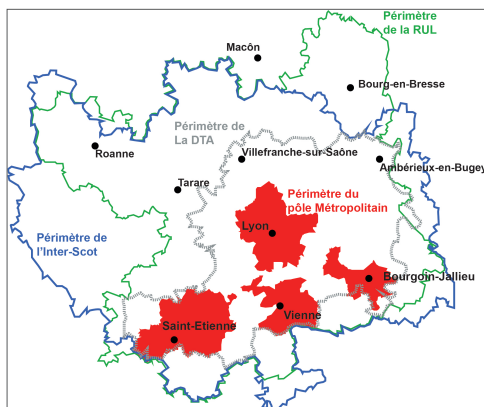 Périmètre
de la RUL
Macôn
Bourg-en-Bresse
Périmètre de
La DTA
Roanne
Villefranche-sur-Saône
Ambérieux-en-Bugey
Tarare
Périmètre du
pôle Métropolitain
Lyon
Périmètre de
l'Inter-Scot
Bourgoin-Jallieu
Vienne
Saint-Etienne